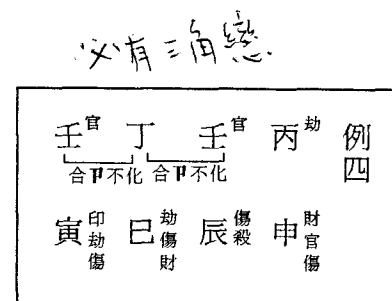 必有三角戀
例四
丙劫 壬官 丁 壬官
合而不化 合而不化
申財官傷 辰傷殺 巳劫傷財 寅印劫傷